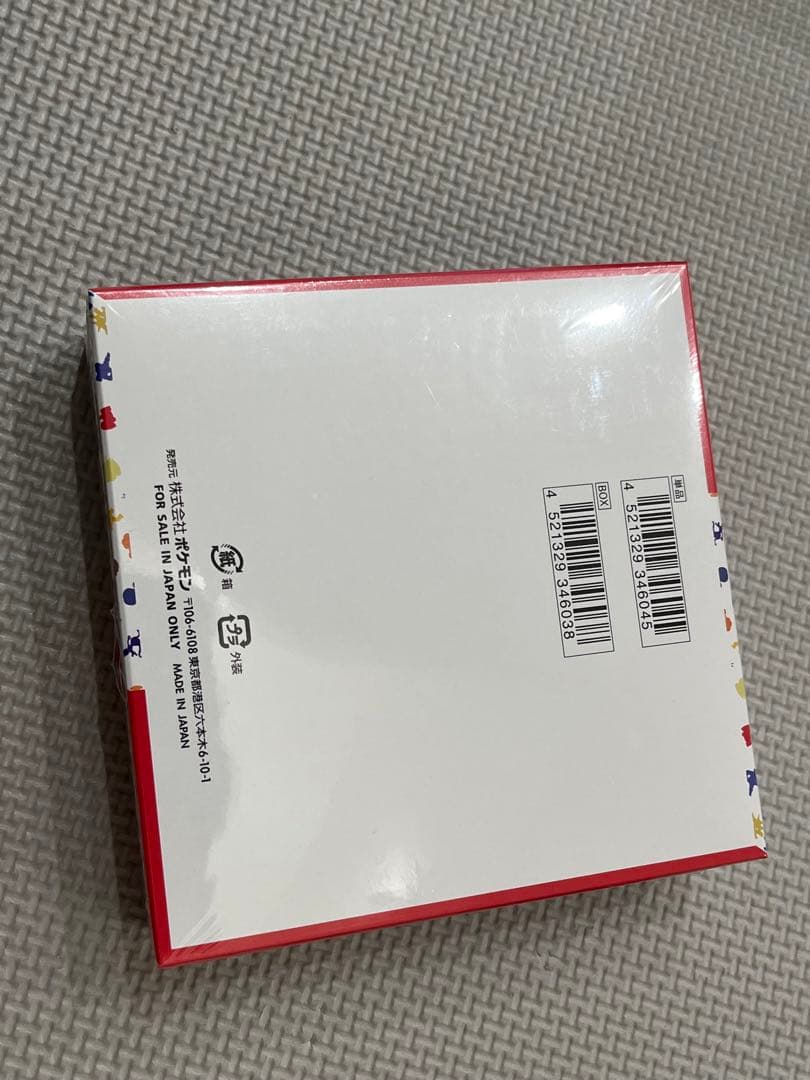 単品
4 521329 346045
BOX
4 521329 346038
紙 箱
プラ 外装
発売元 株式会社 ポケモン 〒106-6108 東京都港区六本木6-10-1
FOR SALE IN JAPAN ONLY MADE IN JAPAN